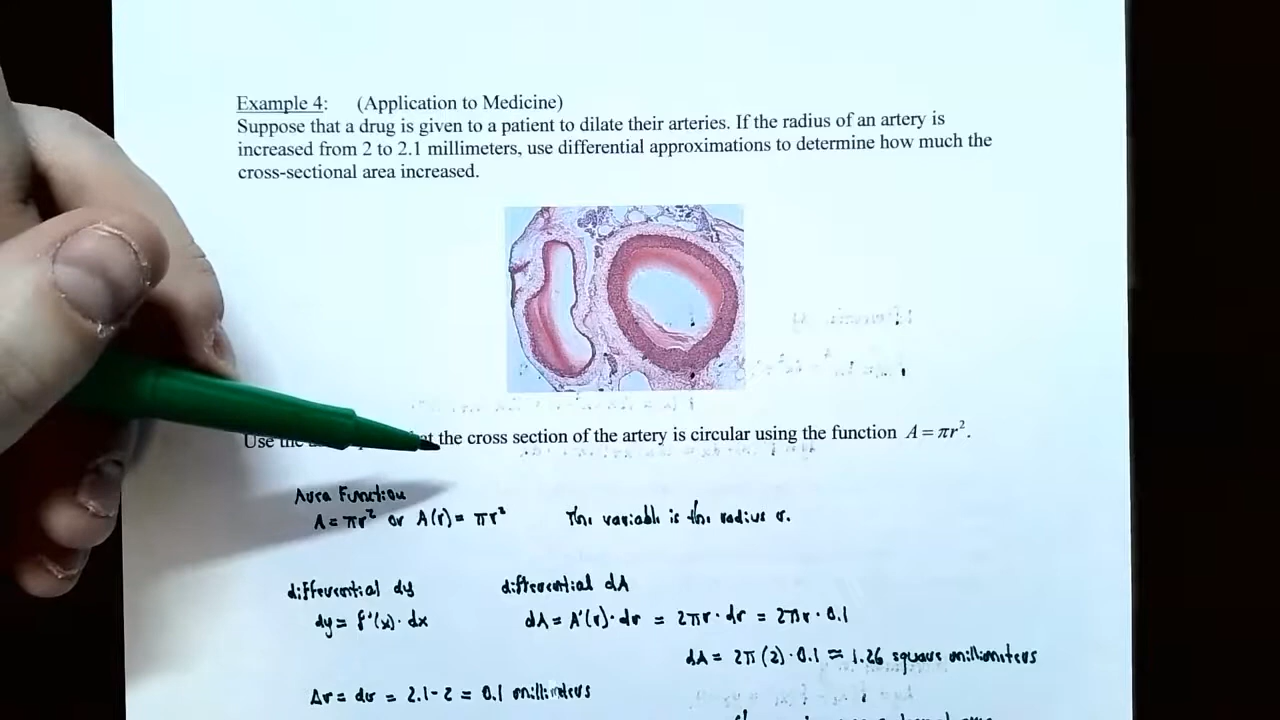 Example 4: (Application to Medicine)
Suppose that a drug is given to a patient to dilate their arteries. If the radius of an artery is
increased from 2 to 2.1 millimeters, use differential approximations to determine how much the
cross-sectional area increased.
Use the the cross section of the artery is circular using the function A = πr².
Area Function
A = πr² or A(r) = πr² The variable is the radius r.
differential dy differential dA
dy = f'(x) · dx dA = A'(r) · dr = 2πr · dr = 2πr · 0.1
dA = 2π(2) · 0.1 ≈ 1.26 square millimeters
Δr = dr = 2.1 - 2 = 0.1 millimeters